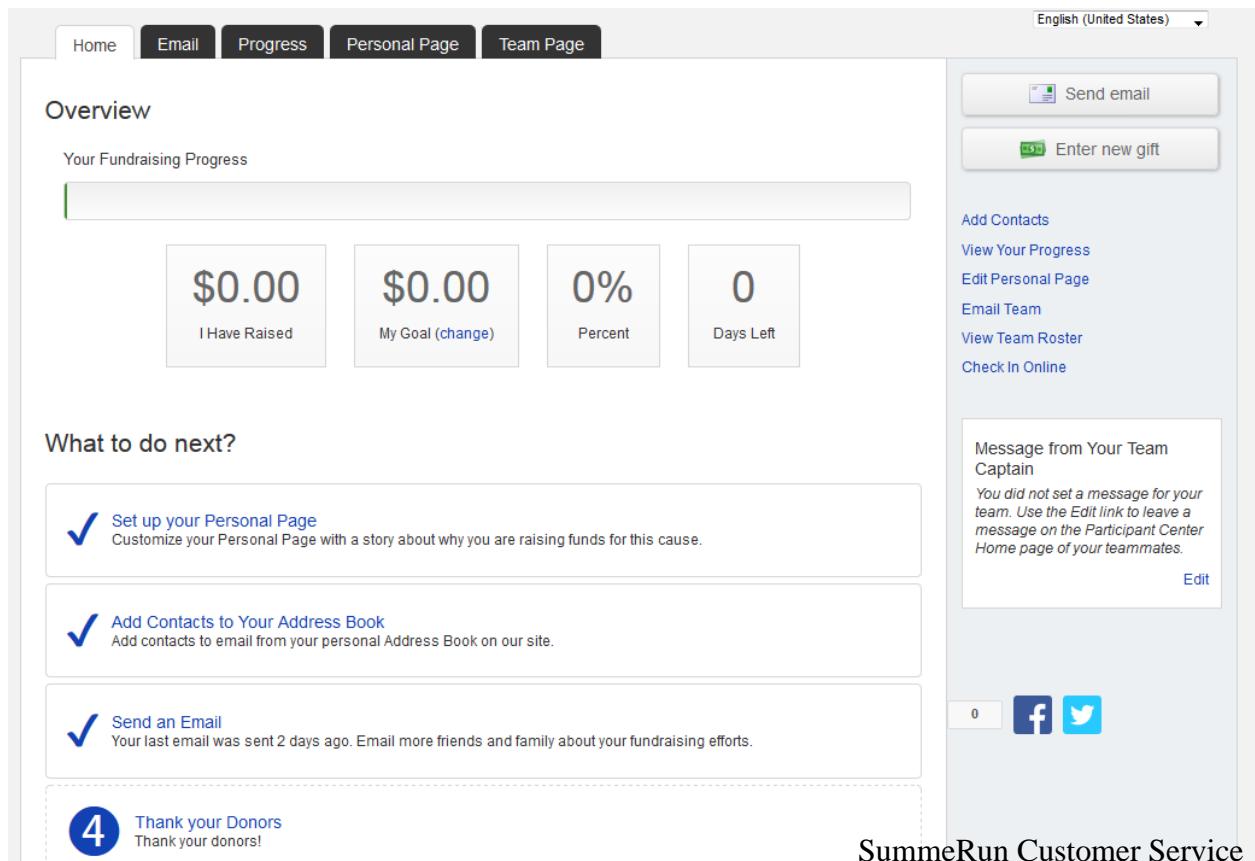 English (United States)
Home Email Progress Personal Page Team Page
Overview
Your Fundraising Progress
$0.00
I Have Raised
$0.00
My Goal (change)
0%
Percent
0
Days Left
What to do next?
Set up your Personal Page
Customize your Personal Page with a story about why you are raising funds for this cause.
Add Contacts to Your Address Book
Add contacts to email from your personal Address Book on our site.
Send an Email
Your last email was sent 2 days ago. Email more friends and family about your fundraising efforts.
4
Thank your Donors
Thank your donors!
Send email
Enter new gift
Add Contacts
View Your Progress
Edit Personal Page
Email Team
View Team Roster
Check In Online
Message from Your Team
Captain
You did not set a message for your
team. Use the Edit link to leave a
message on the Participant Center
Home page of your teammates.
Edit
0
SummeRun Customer Service